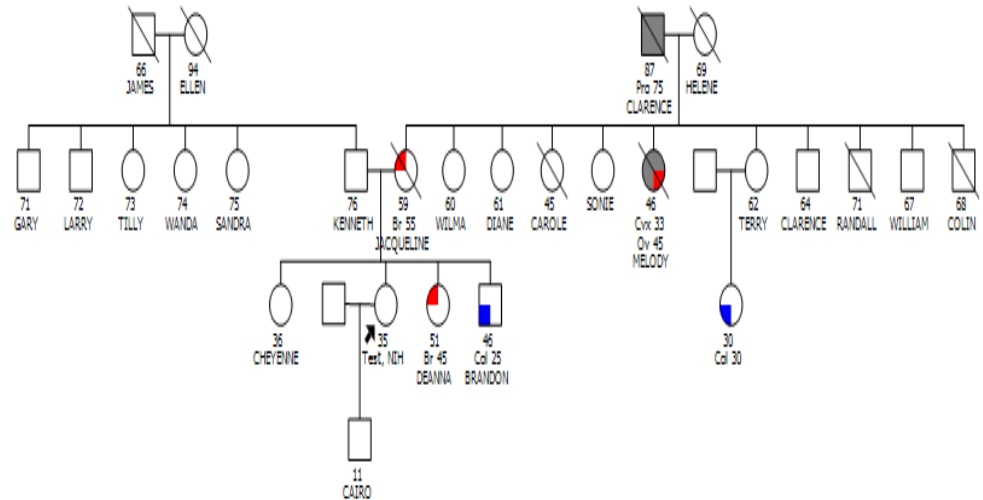 66
JAMES
94
ELLEN
87
Pro 75
CLARENCE
69
HELENE
71
GARY
72
LARRY
73
TILLY
74
WANDA
75
SANDRA
76
KENNETH
59
Br 55
JACQUELINE
60
WILMA
61
DIANE
45
CAROLE
SONIE
46
Cvx 33
Ov 45
MELODY
62
TERRY
64
CLARENCE
71
RANDALL
67
WILLIAM
68
COLIN
36
CHEYENNE
35
Test, NIH
51
Br 45
DEANNA
46
Col 25
BRANDON
30
Col 30
11
CAIRO